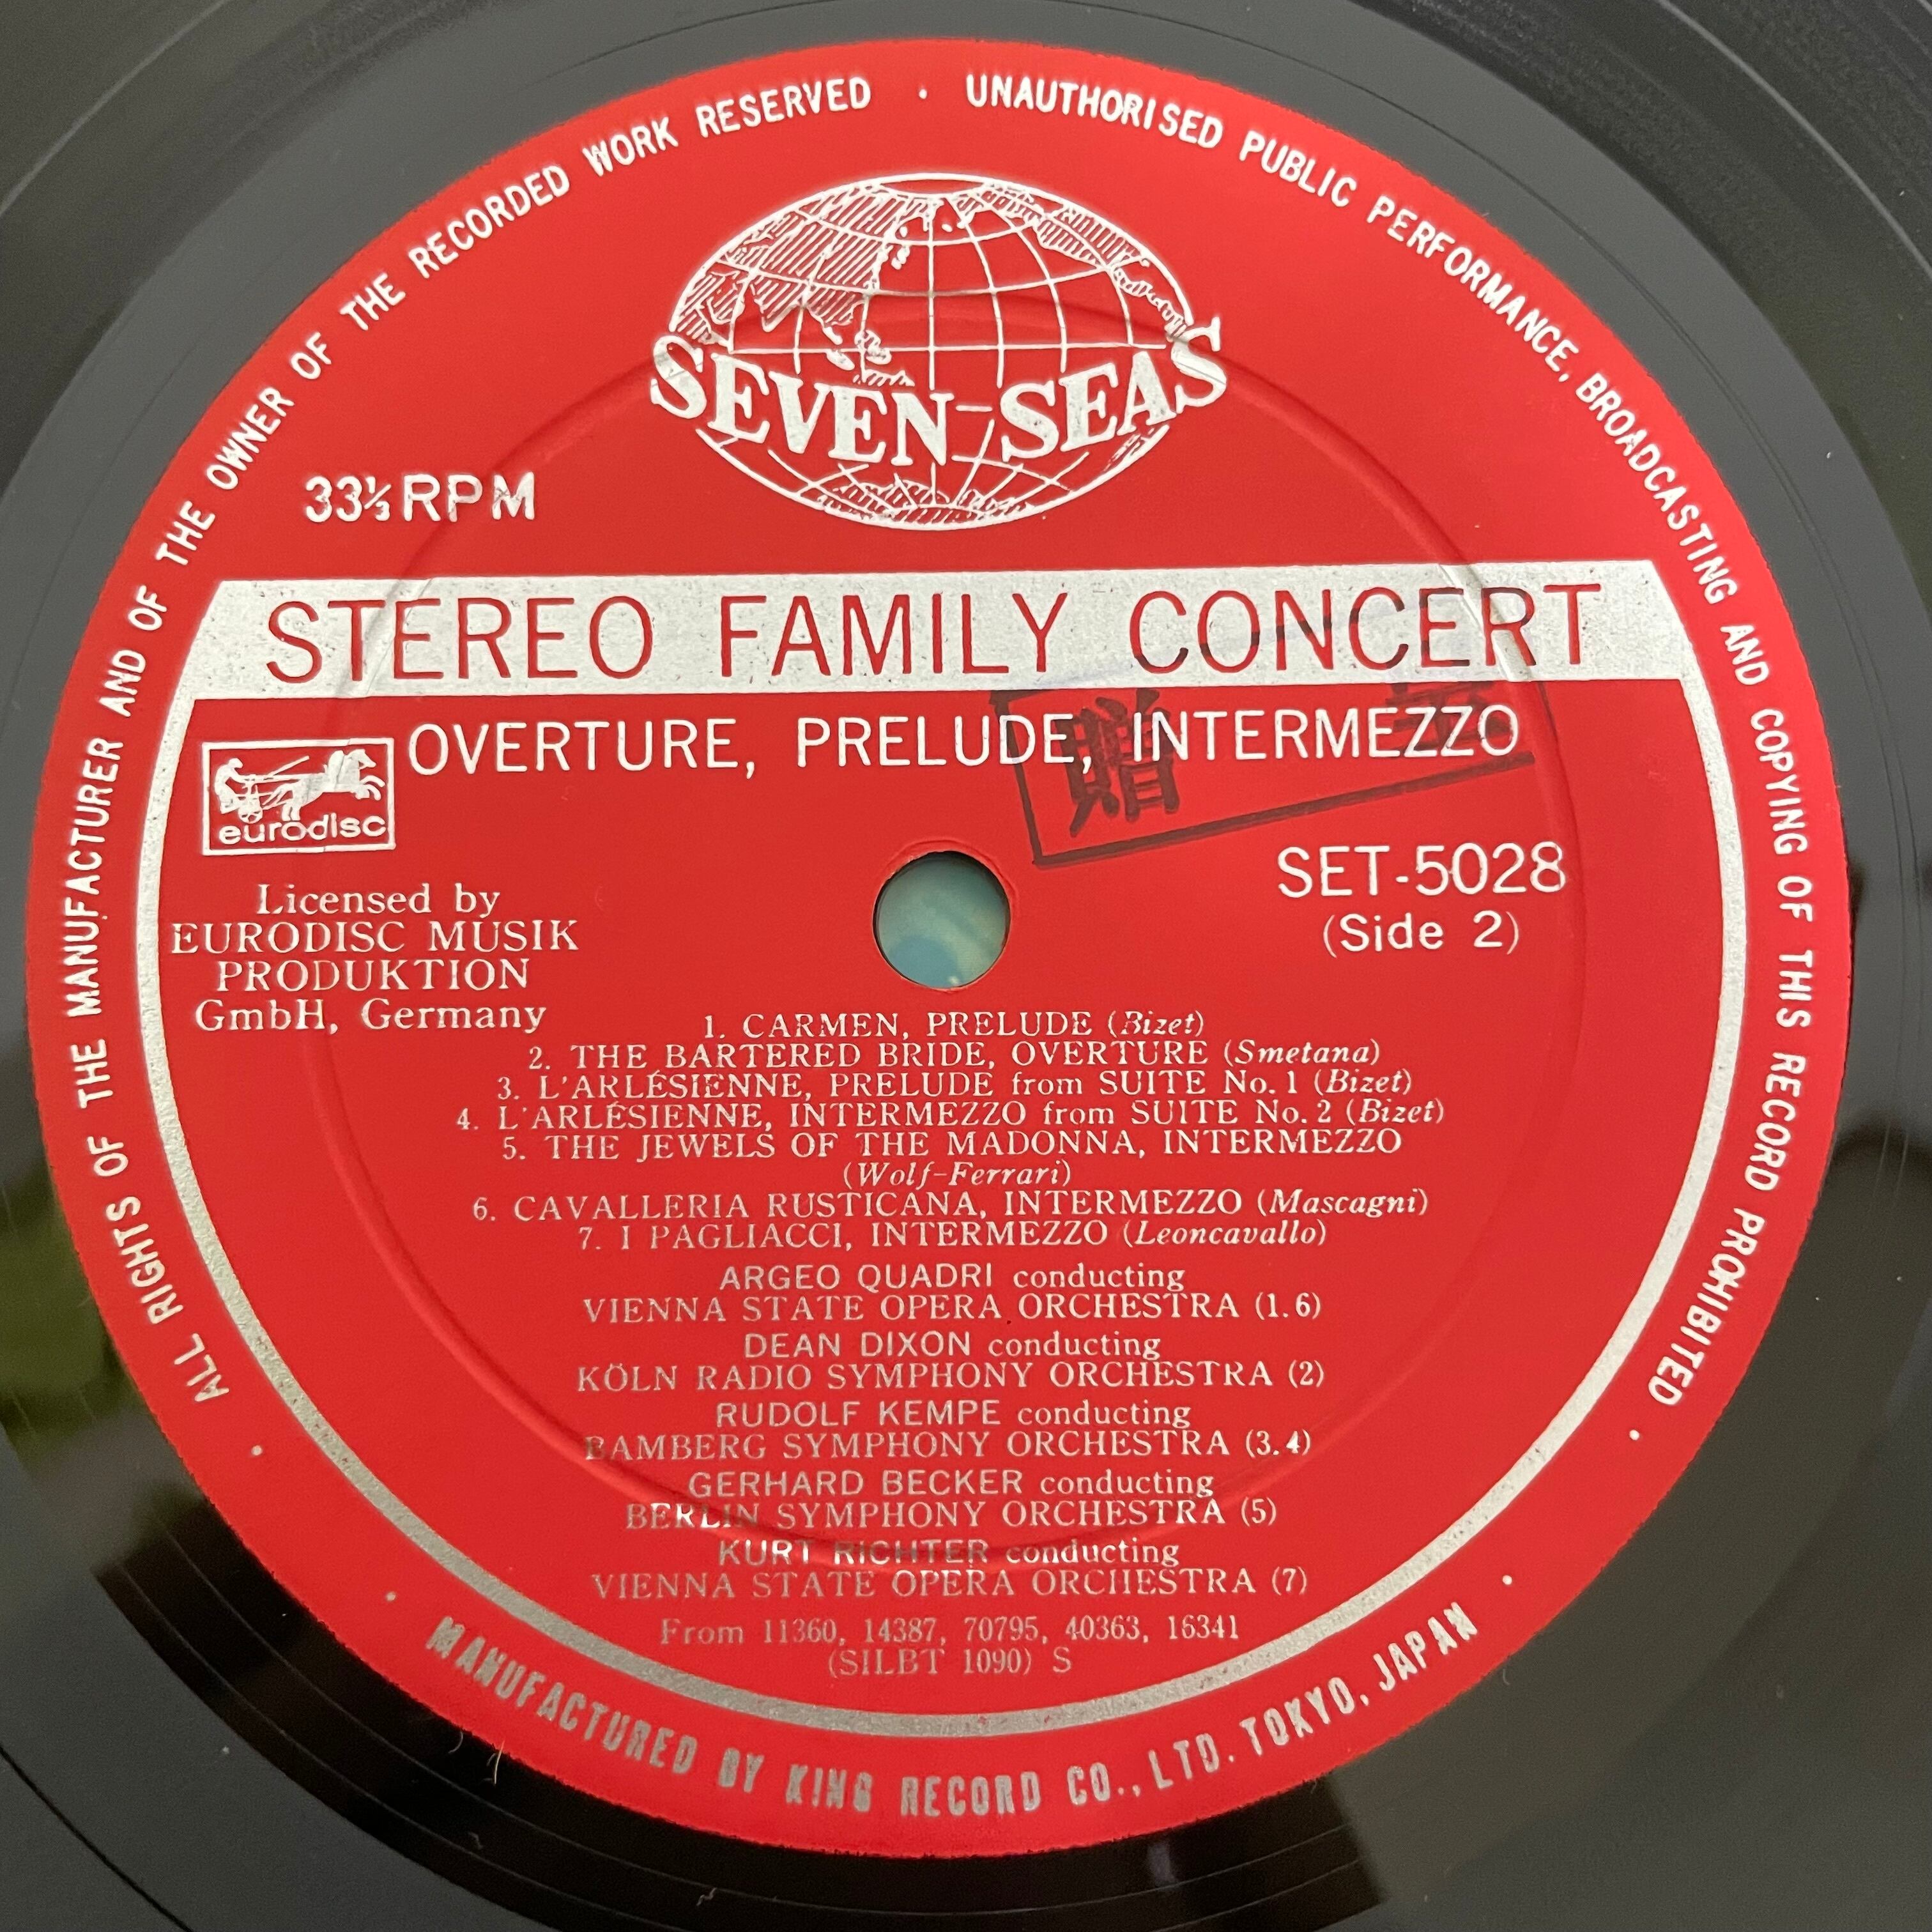 ALL RIGHTS OF THE MANUFACTURER AND OF THE OWNER OF THE RECORDED WORK RESERVED · UNAUTHORISED PUBLIC PERFORMANCE, BROADCASTING AND COPYING OF THIS RECORD PROHIBITED ·
SEVEN-SEAS
33⅓RPM
STEREO FAMILY CONCERT
OVERTURE, PRELUDE, INTERMEZZO
贈
eurodisc
SET-5028
(Side 2)
Licensed by
EURODISC MUSIK
PRODUKTION
GmbH, Germany
1. CARMEN, PRELUDE (Bizet)
2. THE BARTERED BRIDE, OVERTURE (Smetana)
3. L'ARLÉSIENNE, PRELUDE from SUITE No. 1 (Bizet)
4. L'ARLÉSIENNE, INTERMEZZO from SUITE No. 2 (Bizet)
5. THE JEWELS OF THE MADONNA, INTERMEZZO
(Wolf-Ferrari)
6. CAVALLERIA RUSTICANA, INTERMEZZO (Mascagni)
7. I PAGLIACCI, INTERMEZZO (Leoncavallo)
ARGEO QUADRI conducting
VIENNA STATE OPERA ORCHESTRA (1.6)
DEAN DIXON conducting
KÖLN RADIO SYMPHONY ORCHESTRA (2)
RUDOLF KEMPE conducting
BAMBERG SYMPHONY ORCHESTRA (3.4)
GERHARD BECKER conducting
BERLIN SYMPHONY ORCHESTRA (5)
KURT RICHTER conducting
VIENNA STATE OPERA ORCHESTRA (7)
From 11360, 14387, 70795, 40363, 16341
(SILBT 1090) S
· MANUFACTURED BY KING RECORD CO., LTD. TOKYO, JAPAN ·